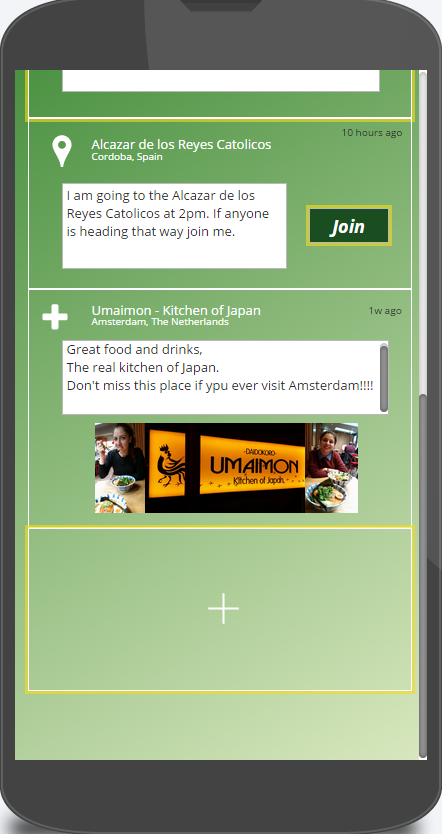 10 hours ago
Alcazar de los Reyes Catolicos
Cordoba, Spain
I am going to the Alcazar de los
Reyes Catolicos at 2pm. If anyone
is heading that way join me.
Join
Umaimon - Kitchen of Japan
1w ago
Amsterdam, The Netherlands
Great food and drinks,
The real kitchen of Japan.
Don't miss this place if ypu ever visit Amsterdam!!!!
-DAIDOKORO-
UMAIMON
Kitchen of Japan.